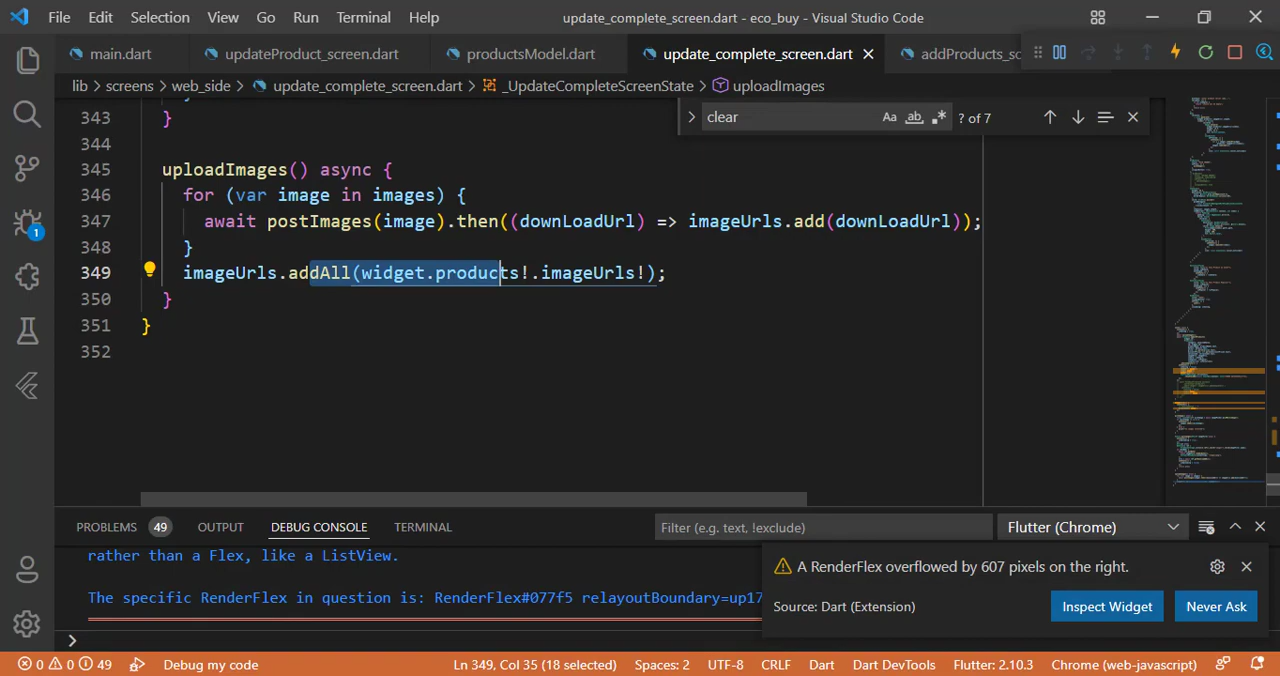 File Edit Selection View Go Run Terminal Help update_complete_screen.dart - eco_buy - Visual Studio Code
main.dart updateProduct_screen.dart productsModel.dart update_complete_screen.dart addProducts_sc
lib > screens > web_side > update_complete_screen.dart > _UpdateCompleteScreenState > uploadImages
clear Aa ab .* ? of 7
343 }
344
345 uploadImages() async {
346 for (var image in images) {
347 await postImages(image).then((downLoadUrl) => imageUrls.add(downLoadUrl));
348 }
349 imageUrls.addAll(widget.products!.imageUrls!);
350 }
351 }
352
PROBLEMS 49 OUTPUT DEBUG CONSOLE TERMINAL Filter (e.g. text, !exclude) Flutter (Chrome)
rather than a Flex, like a ListView.
The specific RenderFlex in question is: RenderFlex#077f5 relayoutBoundary=up17
A RenderFlex overflowed by 607 pixels on the right.
Source: Dart (Extension) Inspect Widget Never Ask
1
0 0 49 Debug my code Ln 349, Col 35 (18 selected) Spaces: 2 UTF-8 CRLF Dart Dart DevTools Flutter: 2.10.3 Chrome (web-javascript)